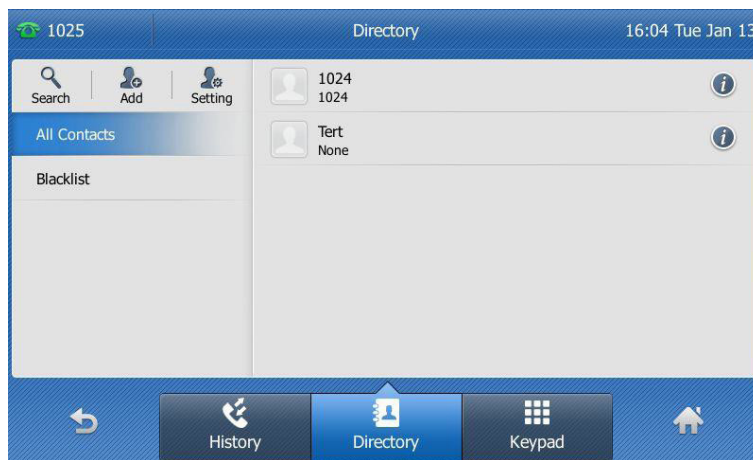 1025 Directory 16:04 Tue Jan 13
Search Add Setting
All Contacts
Blacklist
1024
1024
Tert
None
History Directory Keypad